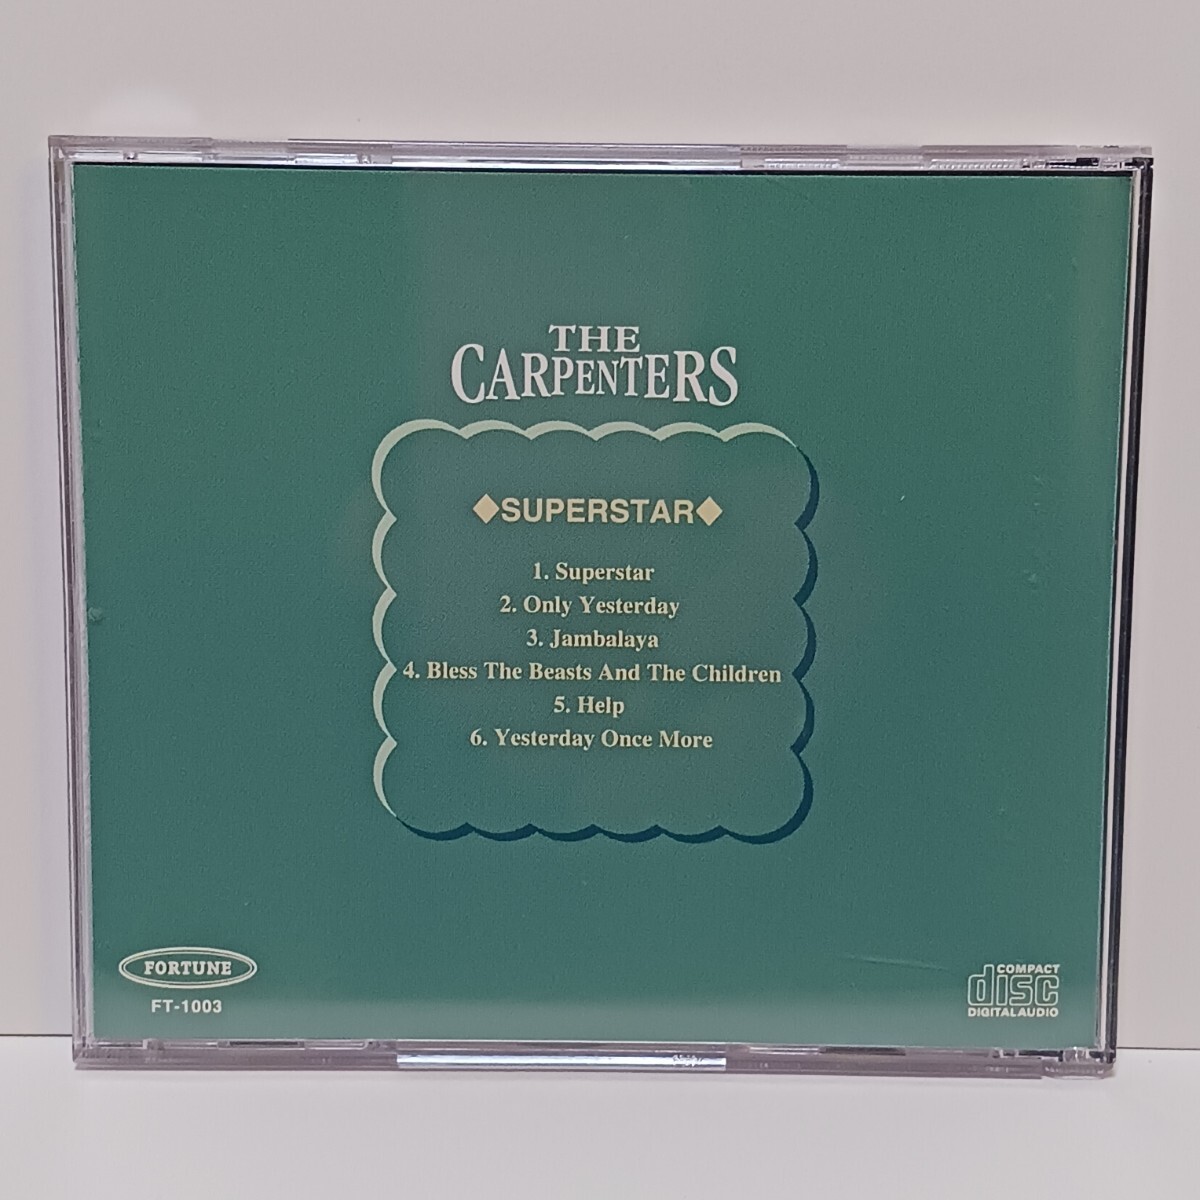 THE
CARPENTERS
◆SUPERSTAR◆
1. Superstar
2. Only Yesterday
3. Jambalaya
4. Bless The Beasts And The Children
5. Help
6. Yesterday Once More
FORTUNE
FT-1003
COMPACT
disc
DIGITAL AUDIO